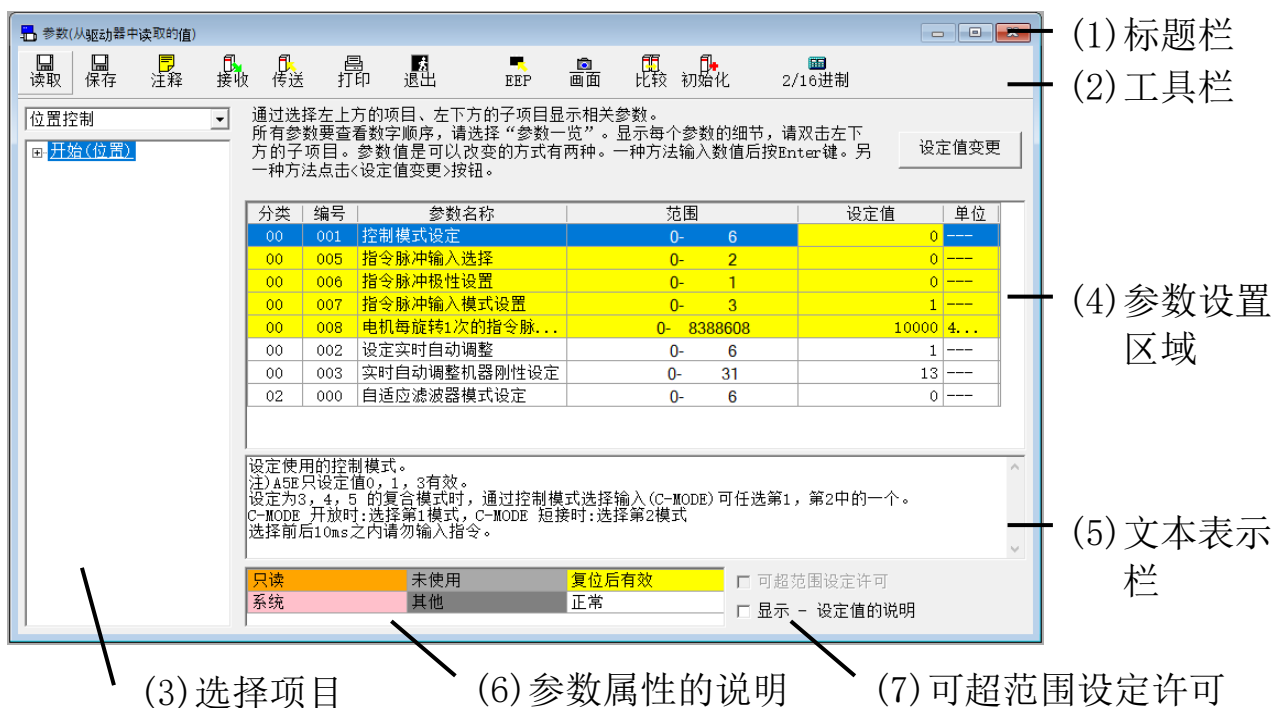 参数(从驱动器中读取的值)
读取 保存 注释 接收 传送 打印 退出 EEP 画面 比较 初始化 2/16进制
位置控制
开始(位置)
通过选择左上方的项目、左下方的子项目显示相关参数。
所有参数要查看数字顺序，请选择“参数一览”。显示每个参数的细节，请双击左下
方的子项目。参数值是可以改变的方式有两种。一种方法输入数值后按Enter键。另
一种方法点击<设定值变更>按钮。
设定值变更
分类 编号 参数名称 范围 设定值 单位
00 001 控制模式设定 0- 6 0 ---
00 005 指令脉冲输入选择 0- 2 0 ---
00 006 指令脉冲极性设置 0- 1 0 ---
00 007 指令脉冲输入模式设置 0- 3 1 ---
00 008 电机每旋转1次的指令脉... 0- 8388608 10000 4...
00 002 设定实时自动调整 0- 6 1 ---
00 003 实时自动调整机器刚性设定 0- 31 13 ---
02 000 自适应滤波器模式设定 0- 6 0 ---
设定使用的控制模式。
注)A5E只设定值0，1，3有效。
设定为3，4，5 的复合模式时，通过控制模式选择输入(C-MODE)可任选第1，第2中的一个。
C-MODE 开放时:选择第1模式，C-MODE 短接时:选择第2模式
选择前后10ms之内请勿输入指令。
只读 未使用 复位后有效
系统 其他 正常
可超范围设定许可
显示 - 设定值的说明
(1)标题栏
(2)工具栏
(4)参数设置
区域
(5)文本表示
栏
(3)选择项目
(6)参数属性的说明
(7)可超范围设定许可